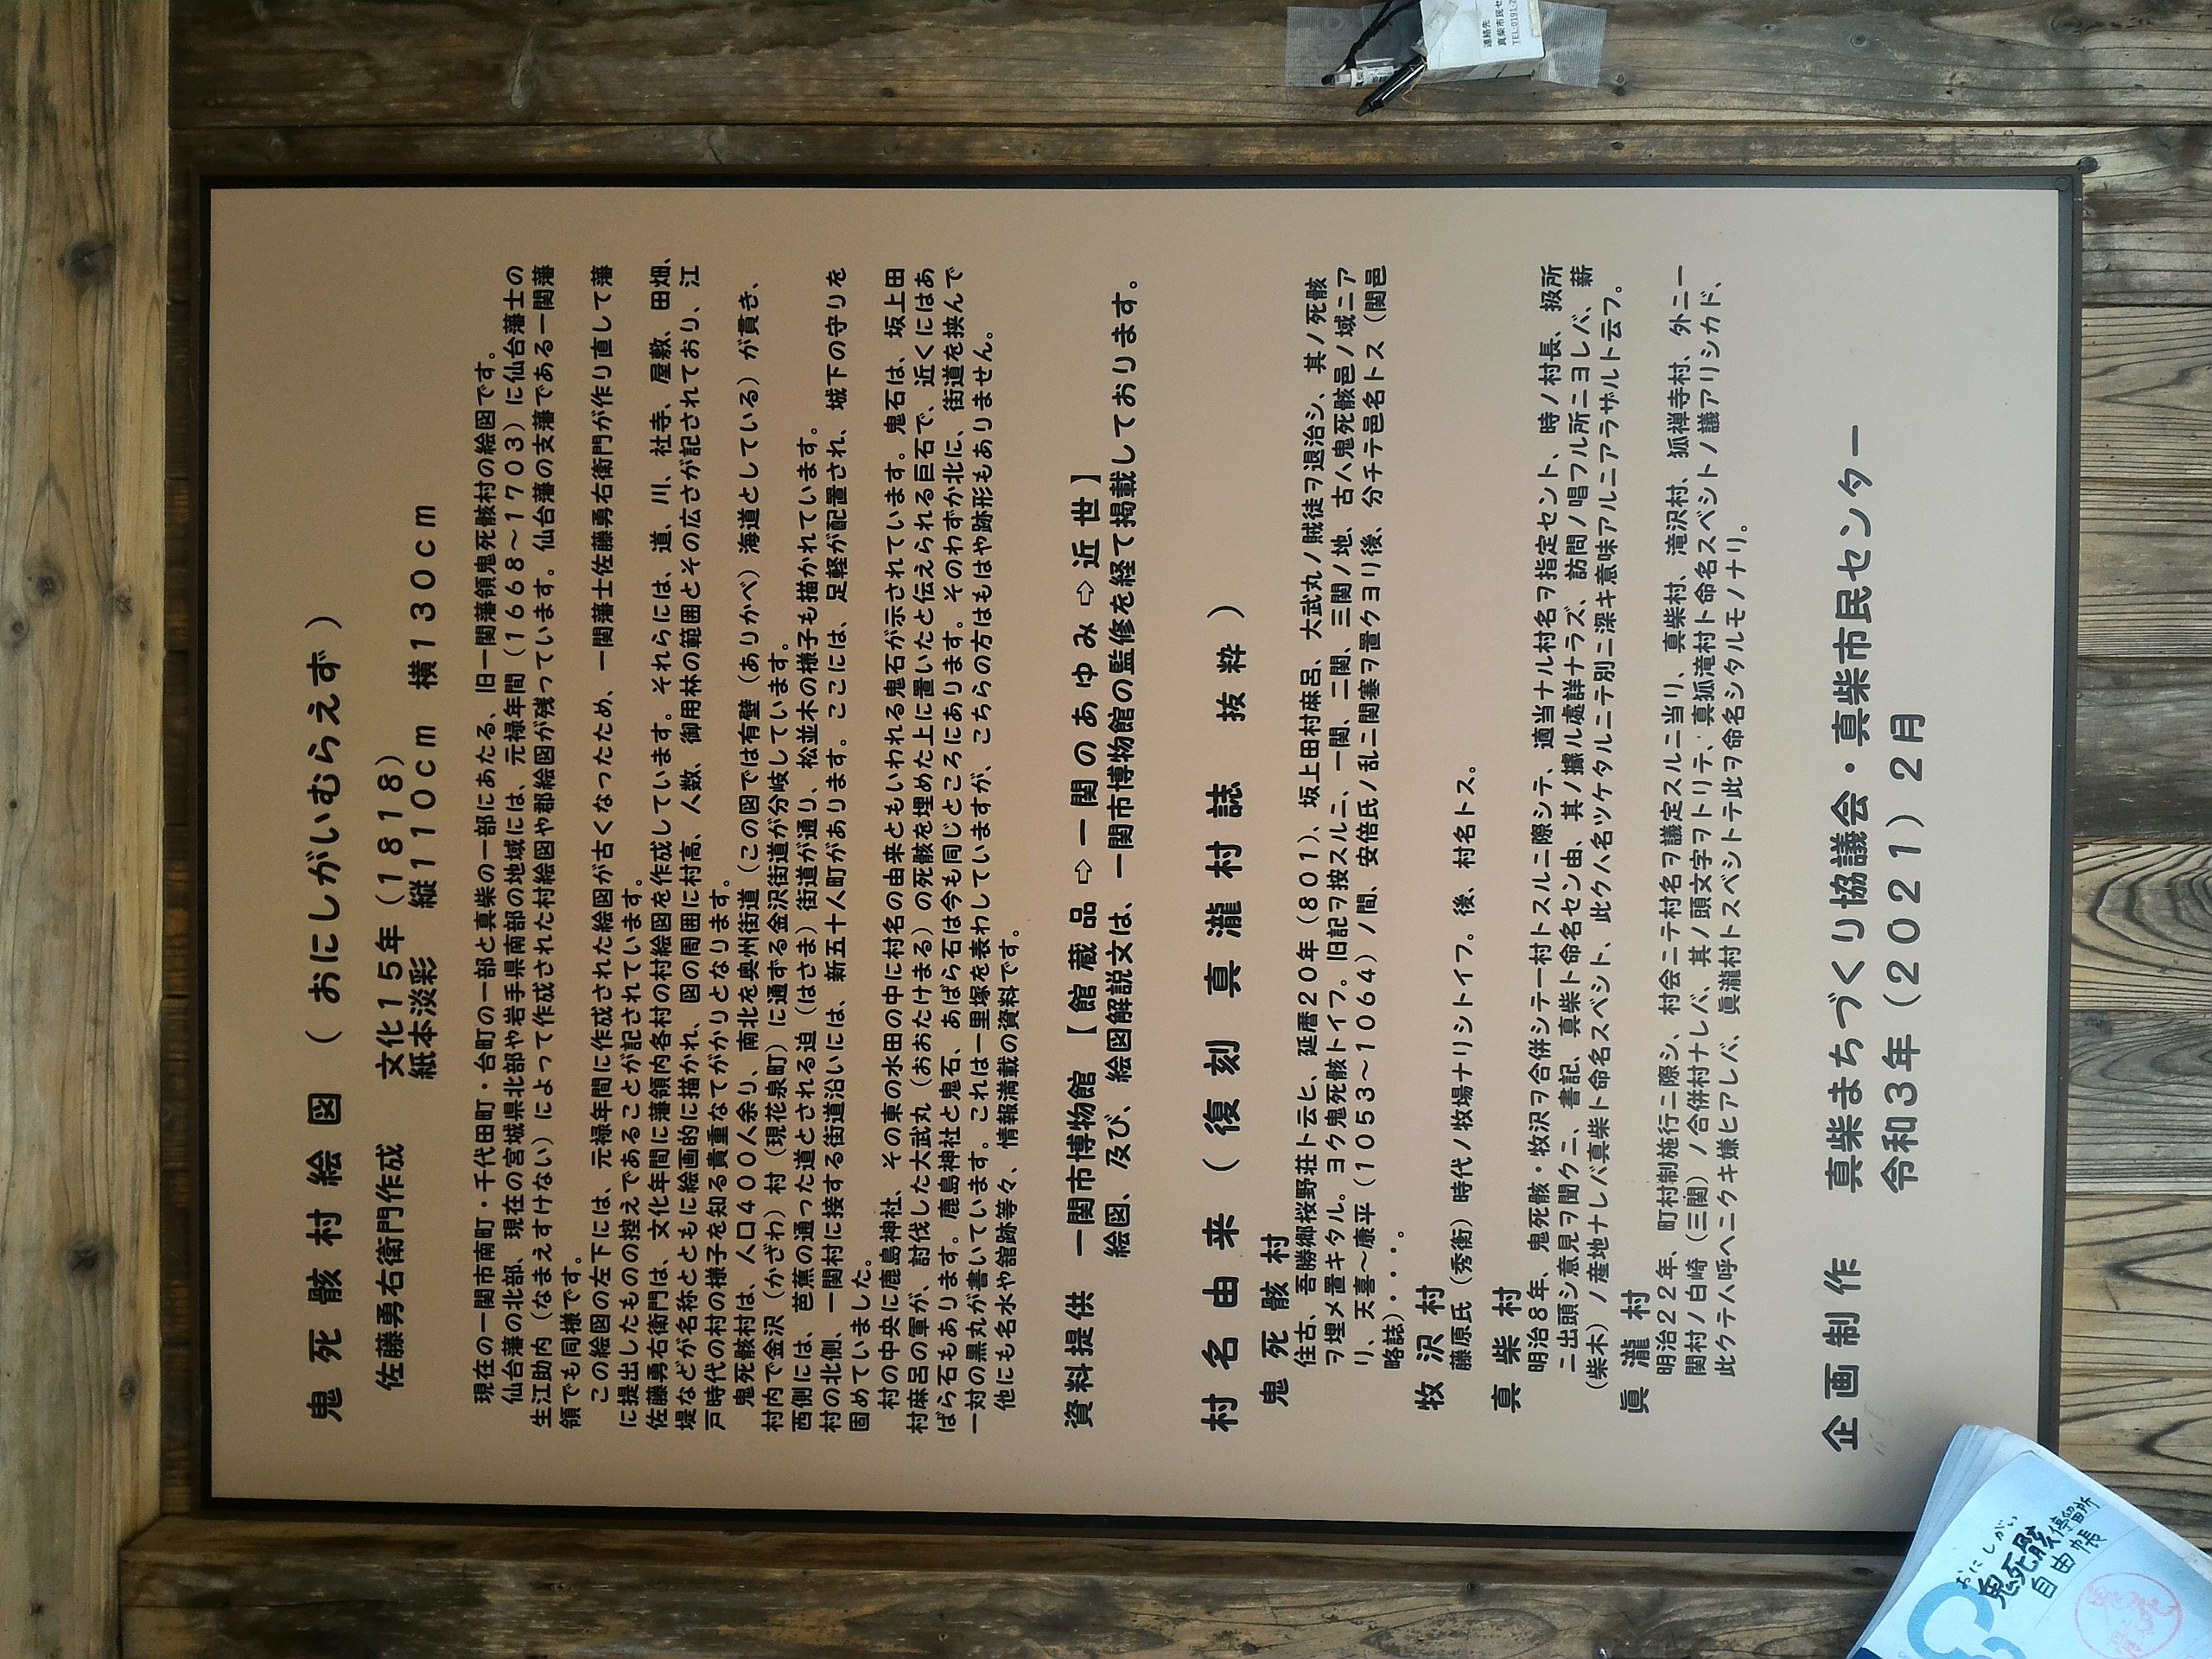 鬼死骸村絵図（おにしがいむらえず）
佐藤勇右衛門作成　文化１５年（１８１８）
紙本淡彩　縦１１０ｃｍ　横１３０ｃｍ
現在の一関市南町・千代田町・台町の一部と真柴の一部にあたる、旧一関藩領鬼死骸村の絵図です。
仙台藩の北部、現在の宮城県北部や岩手県南部の地域には、元禄年間（１６６８～１７０３）に仙台藩士の
生江助内（なまえすけない）によって作成された村絵図や郡絵図が残っています。仙台藩の支藩である一関藩
領でも同様です。
この絵図の左下には、元禄年間に作成された絵図が古くなったため、一関藩士佐藤勇右衛門が作り直して藩
に提出したものの控えであることが記されています。
佐藤勇右衛門は、文化年間に藩領内各村の村絵図を作成しています。それらには、道、川、社寺、屋敷、田畑、
堤などが名称とともに絵画的に描かれ、図の周囲に村高、人数、御用林の範囲とその広さが記されており、江
戸時代の村の様子を知る貴重なてがかりとなります。
鬼死骸村は、人口４００人余り、南北を奥州街道（この図では有壁（ありかべ）海道としている）が貫き、
村内で金沢（かざわ）村（現花泉町）に通ずる金沢街道が分岐しています。
西側には、芭蕉の通った道とされる迫（はさま）街道が通り、松並木の様子も描かれています。
村の北側、一関村に接する街道沿いには、新五十人町があります。ここには、足軽が配置され、城下の守りを
固めていました。
村の中央に鹿島神社、その東の水田の中に村名の由来ともいわれる鬼石が示されています。鬼石は、坂上田
村麻呂の軍が、討伐した大武丸（おおたけまる）の死骸を埋めた上に置いたと伝えられる巨石で、近くにはあ
ばら石もあります。鹿島神社と鬼石、あばら石は今も同じところにあります。そのわずか北に、街道を挟んで
一対の黒丸が書いています。これは一里塚を表わしていますが、こちらの方はもはや跡形もありません。
他にも名水や舘跡等々、情報満載の資料です。
資料提供　一関市博物館【館蔵品⇨一関のあゆみ⇨近世】
絵図、及び、絵図解説文は、一関市博物館の監修を経て掲載しております。
村名由来（復刻　真瀧村誌　抜粋）
鬼死骸村
往古、吾勝郷桜野荘ト云ヒ、延暦２０年（８０１）、坂上田村麻呂、大武丸ノ賊徒ヲ退治シ、其ノ死骸
ヲ埋メ置キタル。ヨク鬼死骸トイフ。旧記ヲ按スルニ、一関、二関、三関ノ地、古ハ鬼死骸邑ノ域ニア
リ、天喜～康平（１０５３～１０６４）ノ間、安倍氏ノ乱ニ関塞ヲ置クヨリ後、分チテ邑名トス（関邑
略誌）・・・。
牧沢村
藤原氏（秀衡）時代ノ牧場ナリシトイフ。後、村名トス。
真柴村
明治８年、鬼死骸・牧沢ヲ合併シテ一村トスルニ際シテ、適当ナル村名ヲ指定セント、時ノ村長、扱所
ニ出頭シ意見ヲ聞ケニ、書記、真柴ト命名セン由、其ノ據ル處詳ナラズ、訪問ノ唱フル所ニヨレバ、薪
（柴木）ノ産地ナレバ真柴ト命名スベシト、此ケハ名ツケタルニテ別ニ深キ意味アルニアラザルト云フ。
眞瀧村
明治２２年、町村制施行ニ際シ、村会ニテ村名ヲ議定スルニ当リ、真柴村、滝沢村、狐禅寺村、外ニ一
関村ノ白崎（三関）ノ合併村ナレバ、其ノ頭文字ヲトリテ、真狐滝村ト命名スベシトノ議アリシカド、
此クテハ呼ヘニクキ嫌ヒアレバ、眞瀧村トスベシトテ此ヲ命名シタルモノナリ。
企画制作　真柴まちづくり協議会・真柴市民センター
令和３年（２０２１）２月
連絡先
真柴市民セ
TEL:0191-2
おにしがい
鬼死骸停留所
自由帳